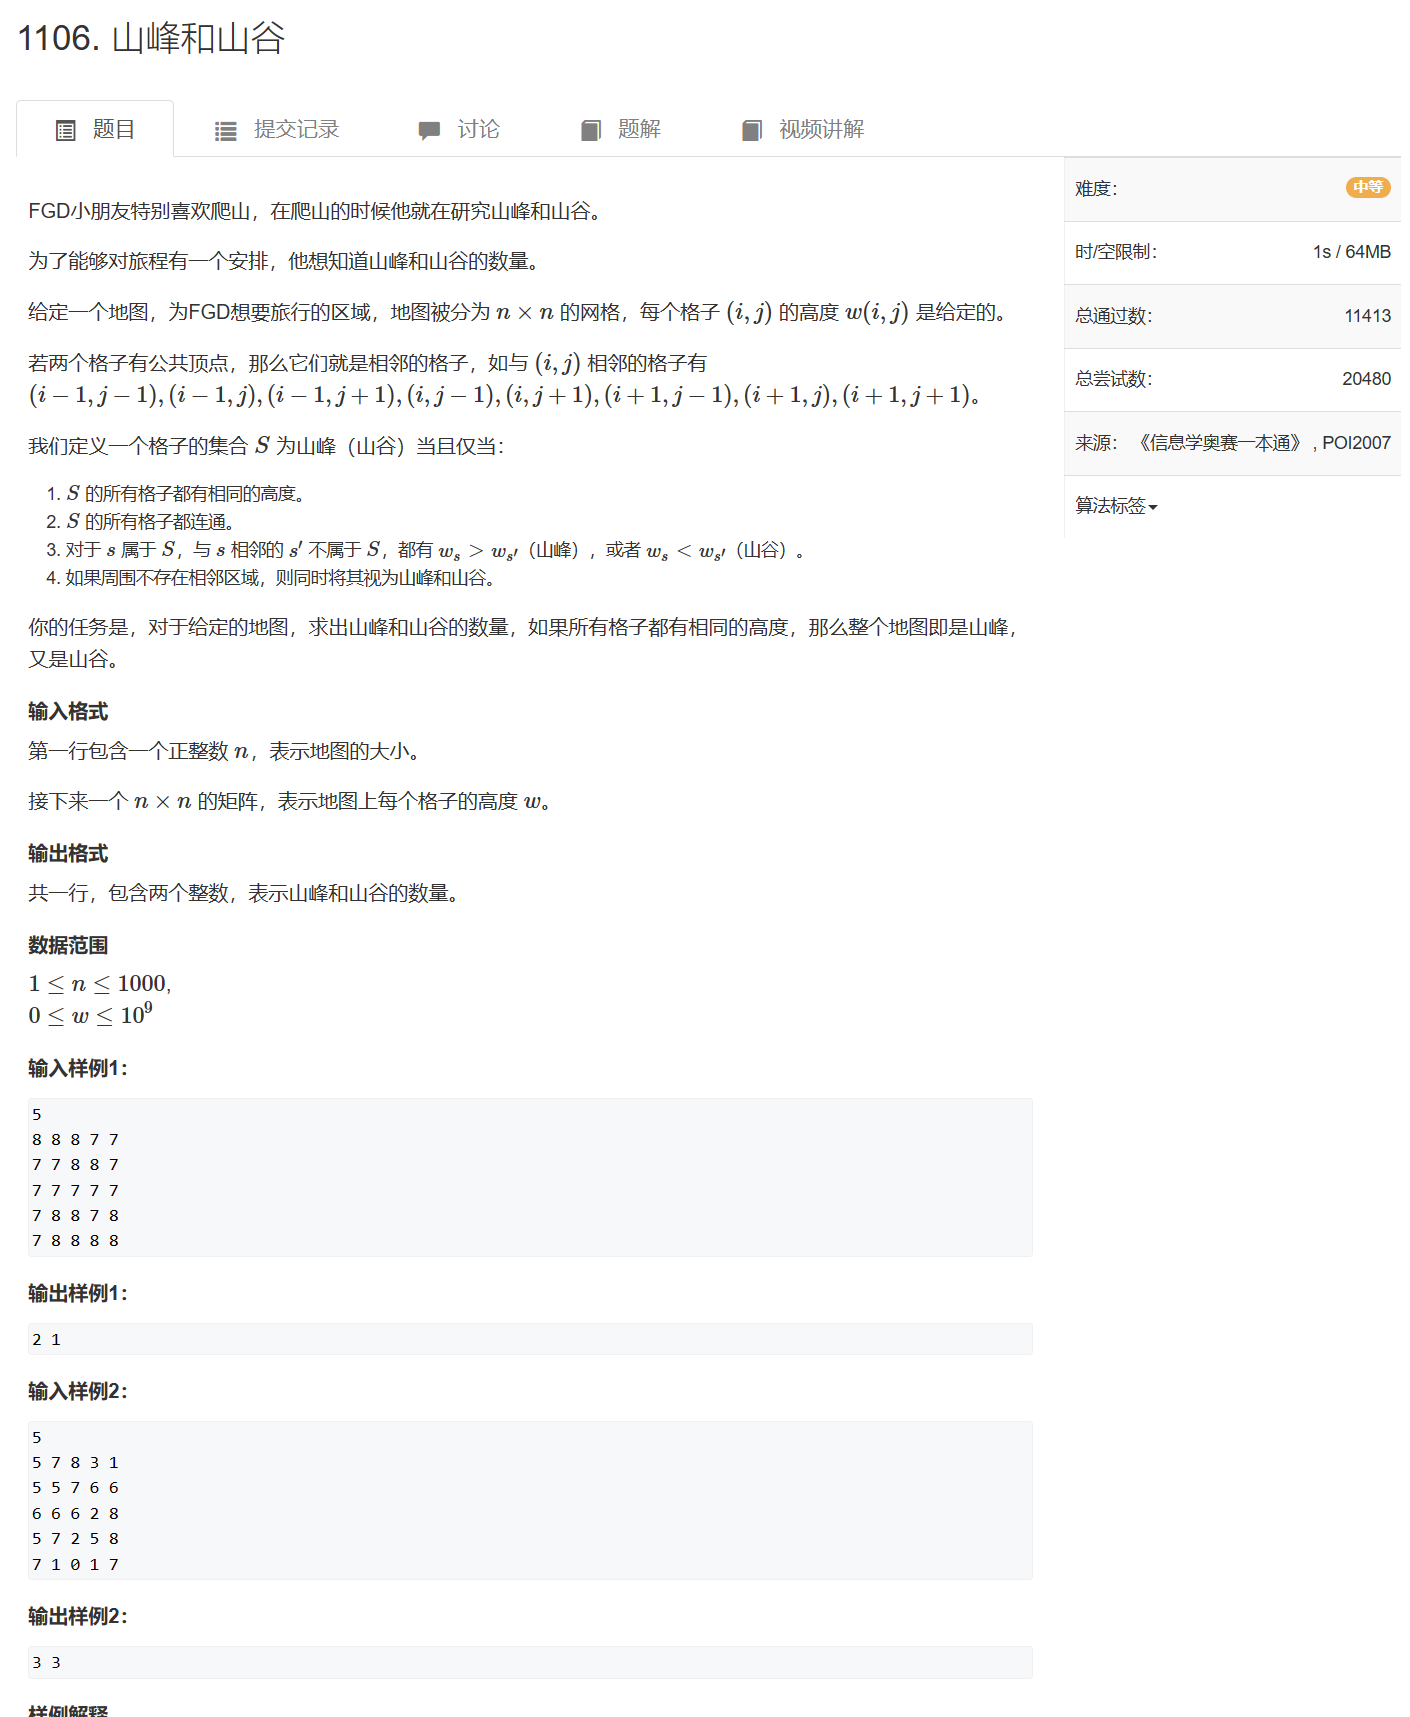 1106. 山峰和山谷
题目
提交记录
讨论
题解
视频讲解
FGD小朋友特别喜欢爬山，在爬山的时候他就在研究山峰和山谷。
为了能够对旅程有一个安排，他想知道山峰和山谷的数量。
给定一个地图，为FGD想要旅行的区域，地图被分为 n × n 的网格，每个格子 (i, j) 的高度 w(i, j) 是给定的。
若两个格子有公共顶点，那么它们就是相邻的格子，如与 (i, j) 相邻的格子有
(i − 1, j − 1), (i − 1, j), (i − 1, j + 1), (i, j − 1), (i, j + 1), (i + 1, j − 1), (i + 1, j), (i + 1, j + 1)。
我们定义一个格子的集合 S 为山峰（山谷）当且仅当：
1. S 的所有格子都有相同的高度。
2. S 的所有格子都连通。
3. 对于 s 属于 S，与 s 相邻的 s′ 不属于 S，都有 wₛ > wₛ′（山峰），或者 wₛ < wₛ′（山谷）。
4. 如果周围不存在相邻区域，则同时将其视为山峰和山谷。
你的任务是，对于给定的地图，求出山峰和山谷的数量，如果所有格子都有相同的高度，那么整个地图即是山峰，
又是山谷。
输入格式
第一行包含一个正整数 n，表示地图的大小。
接下来一个 n × n 的矩阵，表示地图上每个格子的高度 w。
输出格式
共一行，包含两个整数，表示山峰和山谷的数量。
数据范围
1 ≤ n ≤ 1000,
0 ≤ w ≤ 10⁹
输入样例1：
5
8 8 8 7 7
7 7 8 8 7
7 7 7 7 7
7 8 8 7 8
7 8 8 8 8
输出样例1：
2 1
输入样例2：
5
5 7 8 3 1
5 5 7 6 6
6 6 6 2 8
5 7 2 5 8
7 1 0 1 7
输出样例2：
3 3
样例解释
难度： 中等
时/空限制： 1s / 64MB
总通过数： 11413
总尝试数： 20480
来源： 《信息学奥赛一本通》 , POI2007
算法标签